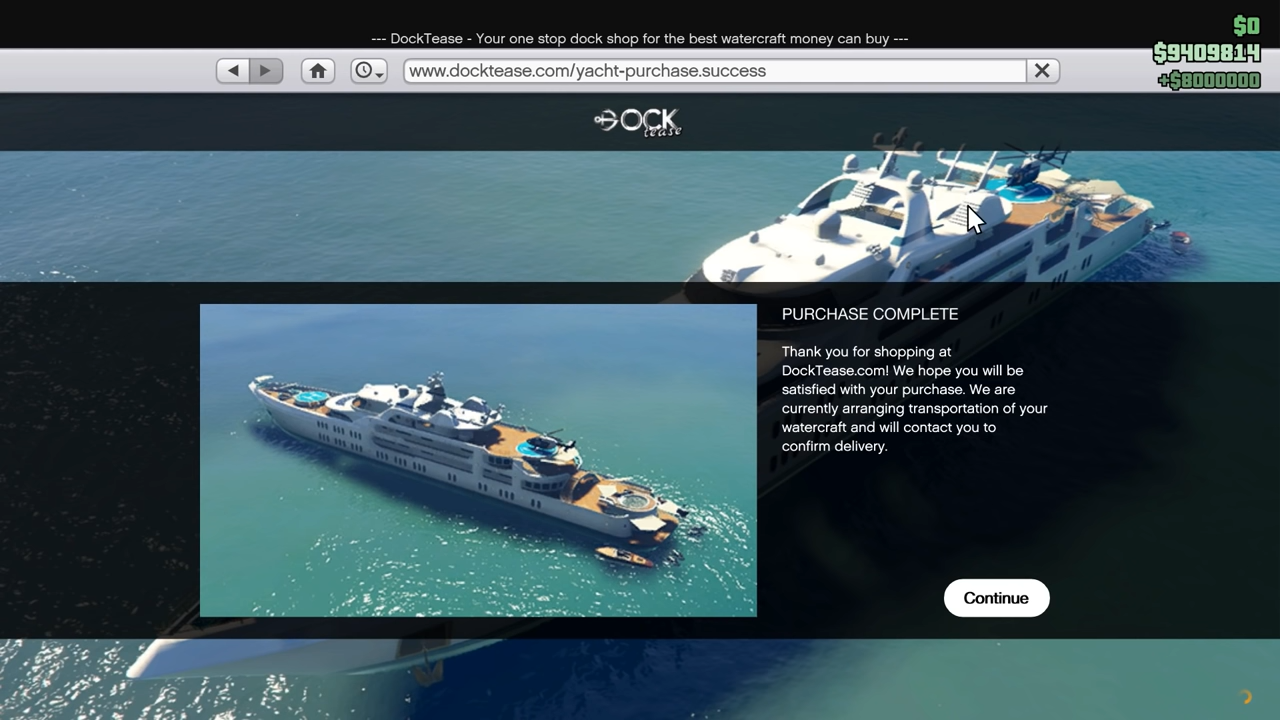 --- DockTease - Your one stop dock shop for the best watercraft money can buy ---
$0
$9409814
+$8000000
www.docktease.com/yacht-purchase.success
DOCK
tease
PURCHASE COMPLETE
Thank you for shopping at
DockTease.com! We hope you will be
satisfied with your purchase. We are
currently arranging transportation of your
watercraft and will contact you to
confirm delivery.
Continue